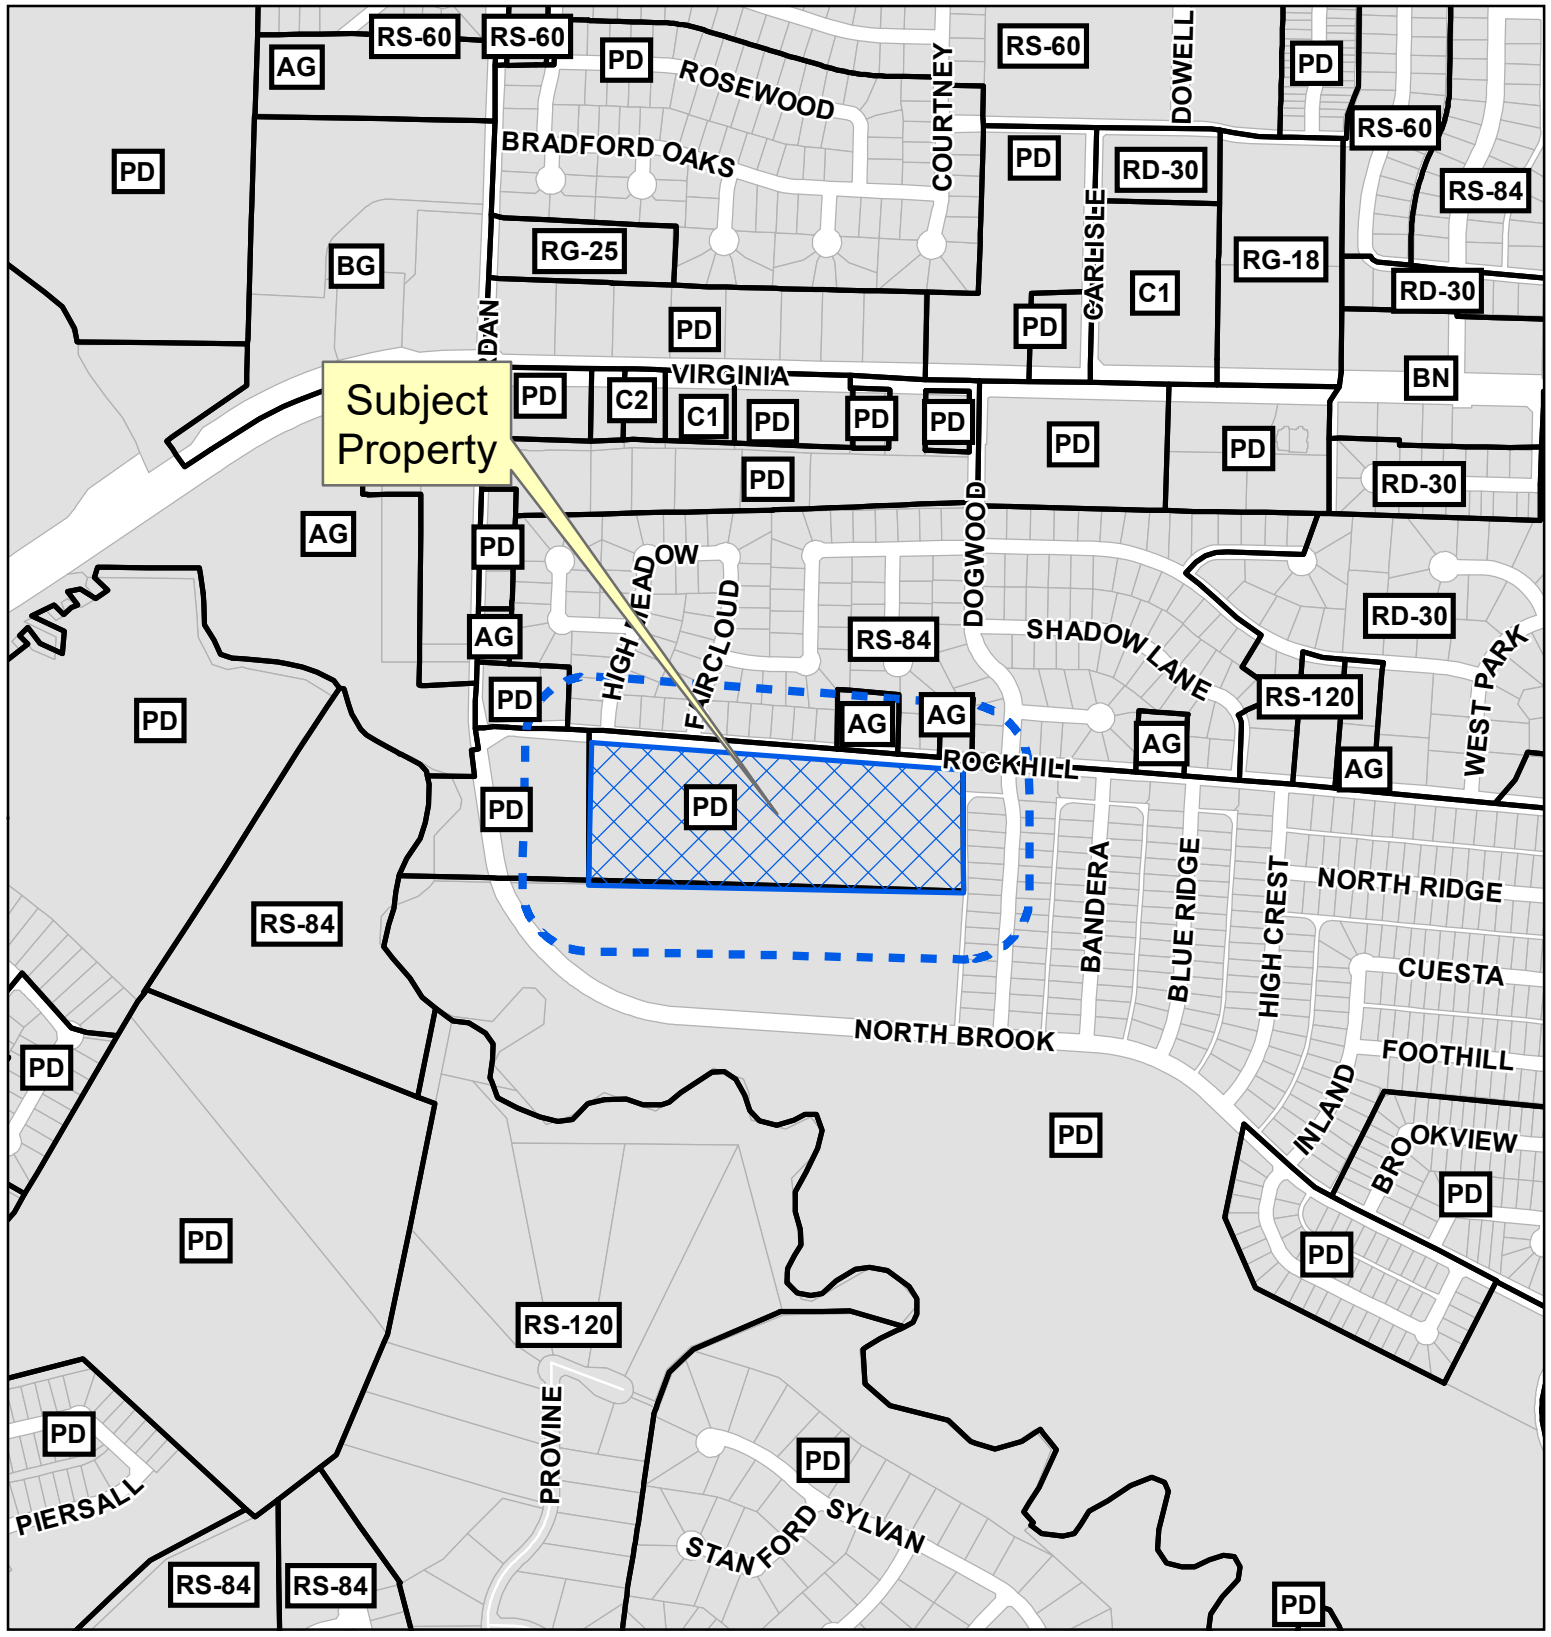 RS-60
RS-60
PD
RS-60
DOWELL
PD
AG
ROSEWOOD
COURTNEY
RS-60
PD
BRADFORD OAKS
PD
RD-30
RS-84
CARLISLE
RG-25
BG
RG-18
C1
RD-30
PD
PD
DAN
VIRGINIA
BN
Subject
Property
PD
C2
C1
PD
PD
PD
PD
PD
PD
RD-30
DOGWOOD
AG
PD
HIGH MEADOW
FAIRCLOUD
RD-30
AG
RS-84
SHADOW LANE
WEST PARK
PD
PD
RS-120
AG
AG
AG
ROCKHILL
AG
PD
PD
BANDERA
BLUE RIDGE
HIGH CREST
NORTH RIDGE
RS-84
CUESTA
NORTH BROOK
FOOTHILL
PD
INLAND
PD
BROOKVIEW
PD
PD
PD
RS-120
PROVINE
PD
PD
PIERSALL
SYLVAN
STANFORD
RS-84
RS-84
PD